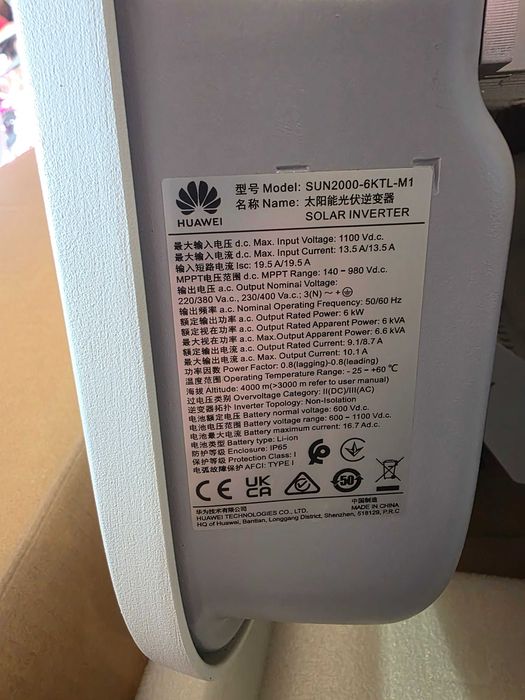 型号 Model: SUN2000-6KTL-M1
名称 Name: 太阳能光伏逆变器
SOLAR INVERTER
HUAWEI
最大输入电压 d.c. Max. Input Voltage: 1100 Vd.c.
最大输入电流 d.c. Max. Input Current: 13.5 A/13.5 A
输入短路电流 Isc: 19.5 A/19.5 A
MPPT电压范围 d.c. MPPT Range: 140 – 980 Vd.c.
输出电压 a.c. Output Nominal Voltage:
220/380 Va.c., 230/400 Va.c.; 3(N) ~ +
输出频率 a.c. Nominal Operating Frequency: 50/60 Hz
额定输出功率 a.c. Output Rated Power: 6 kW
额定视在功率 a.c. Output Rated Apparent Power: 6 kVA
最大视在功率 a.c. Output Max. Apparent Power: 6.6 kVA
额定输出电流 a.c. Output Rated Current: 9.1/8.7 A
最大输出电流 a.c. Max. Output Current: 10.1 A
功率因数 Power Factor: 0.8(lagging)-0.8(leading)
温度范围 Operating Temperature Range: - 25 – +60 ℃
海拔 Altitude: 4000 m(>3000 m refer to user manual)
过电压类别 Overvoltage Category: II(DC)/III(AC)
逆变器拓扑 Inverter Topology: Non-Isolation
电池额定电压 Battery normal voltage: 600 Vd.c.
电池电压范围 Battery voltage range: 600 – 1100 Vd.c.
电池最大电流 Battery maximum current: 16.7 Ad.c.
电池类型 Battery type: Li-ion
防护等级 Enclosure: IP65
保护等级 Protection Class: I
电弧故障保护 AFCI: TYPE I
CE UK CA 50
中国制造
MADE IN CHINA
华为技术有限公司
HUAWEI TECHNOLOGIES CO., LTD.
HQ of Huawei, Bantian, Longgang District, Shenzhen, 518129, P.R.C